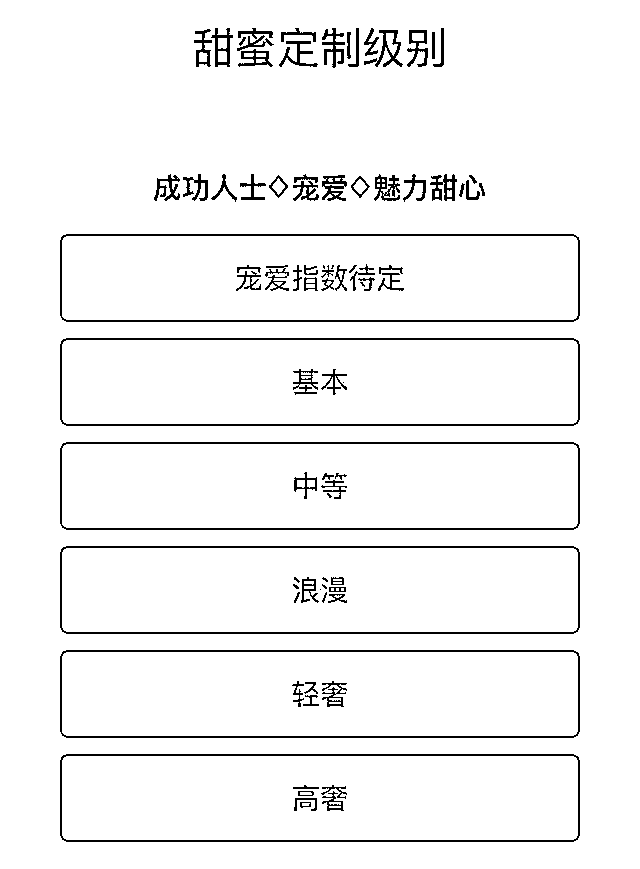 甜蜜定制级别
成功人士◇宠爱◇魅力甜心
宠爱指数待定
基本
中等
浪漫
轻奢
高奢